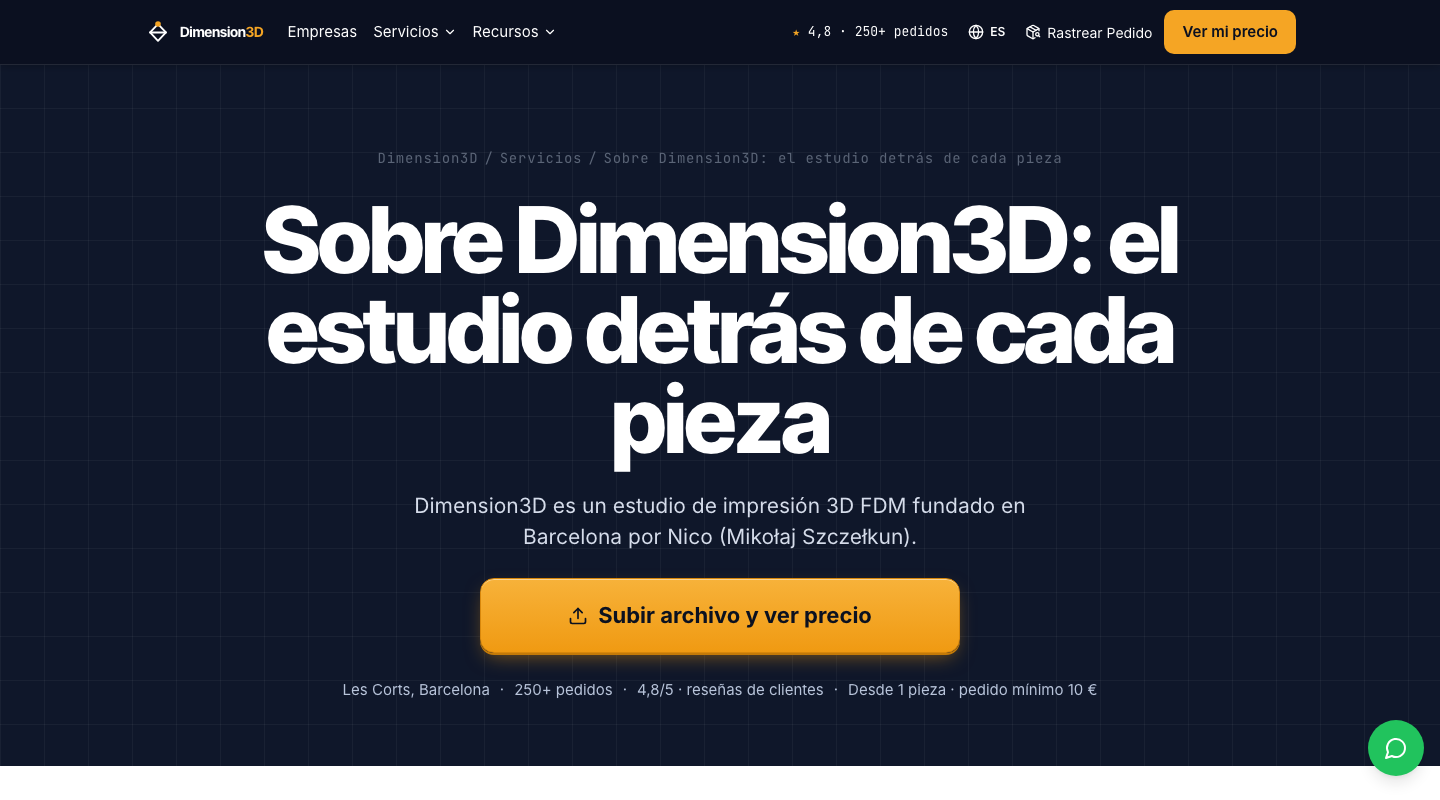 Dimension3D Empresas Servicios Recursos ★ 4,8 · 250+ pedidos ES Rastrear Pedido Ver mi precio
Dimension3D / Servicios / Sobre Dimension3D: el estudio detrás de cada pieza
Sobre Dimension3D: el
estudio detrás de cada
pieza
Dimension3D es un estudio de impresión 3D FDM fundado en
Barcelona por Nico (Mikołaj Szczełkun).
Subir archivo y ver precio
Les Corts, Barcelona · 250+ pedidos · 4,8/5 · reseñas de clientes · Desde 1 pieza · pedido mínimo 10 €